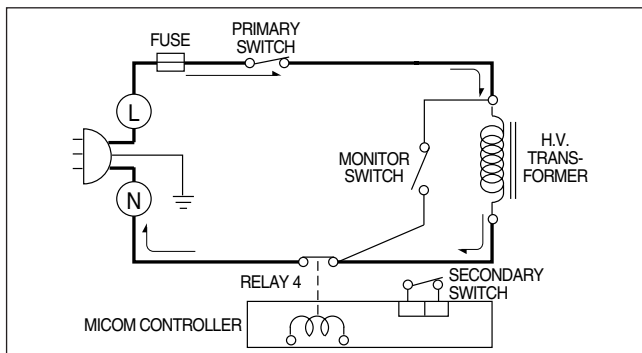 FUSE
PRIMARY
SWITCH
L
H.V.
TRANS-
FORMER
MONITOR
SWITCH
N
RELAY 4
SECONDARY
SWITCH
MICOM CONTROLLER